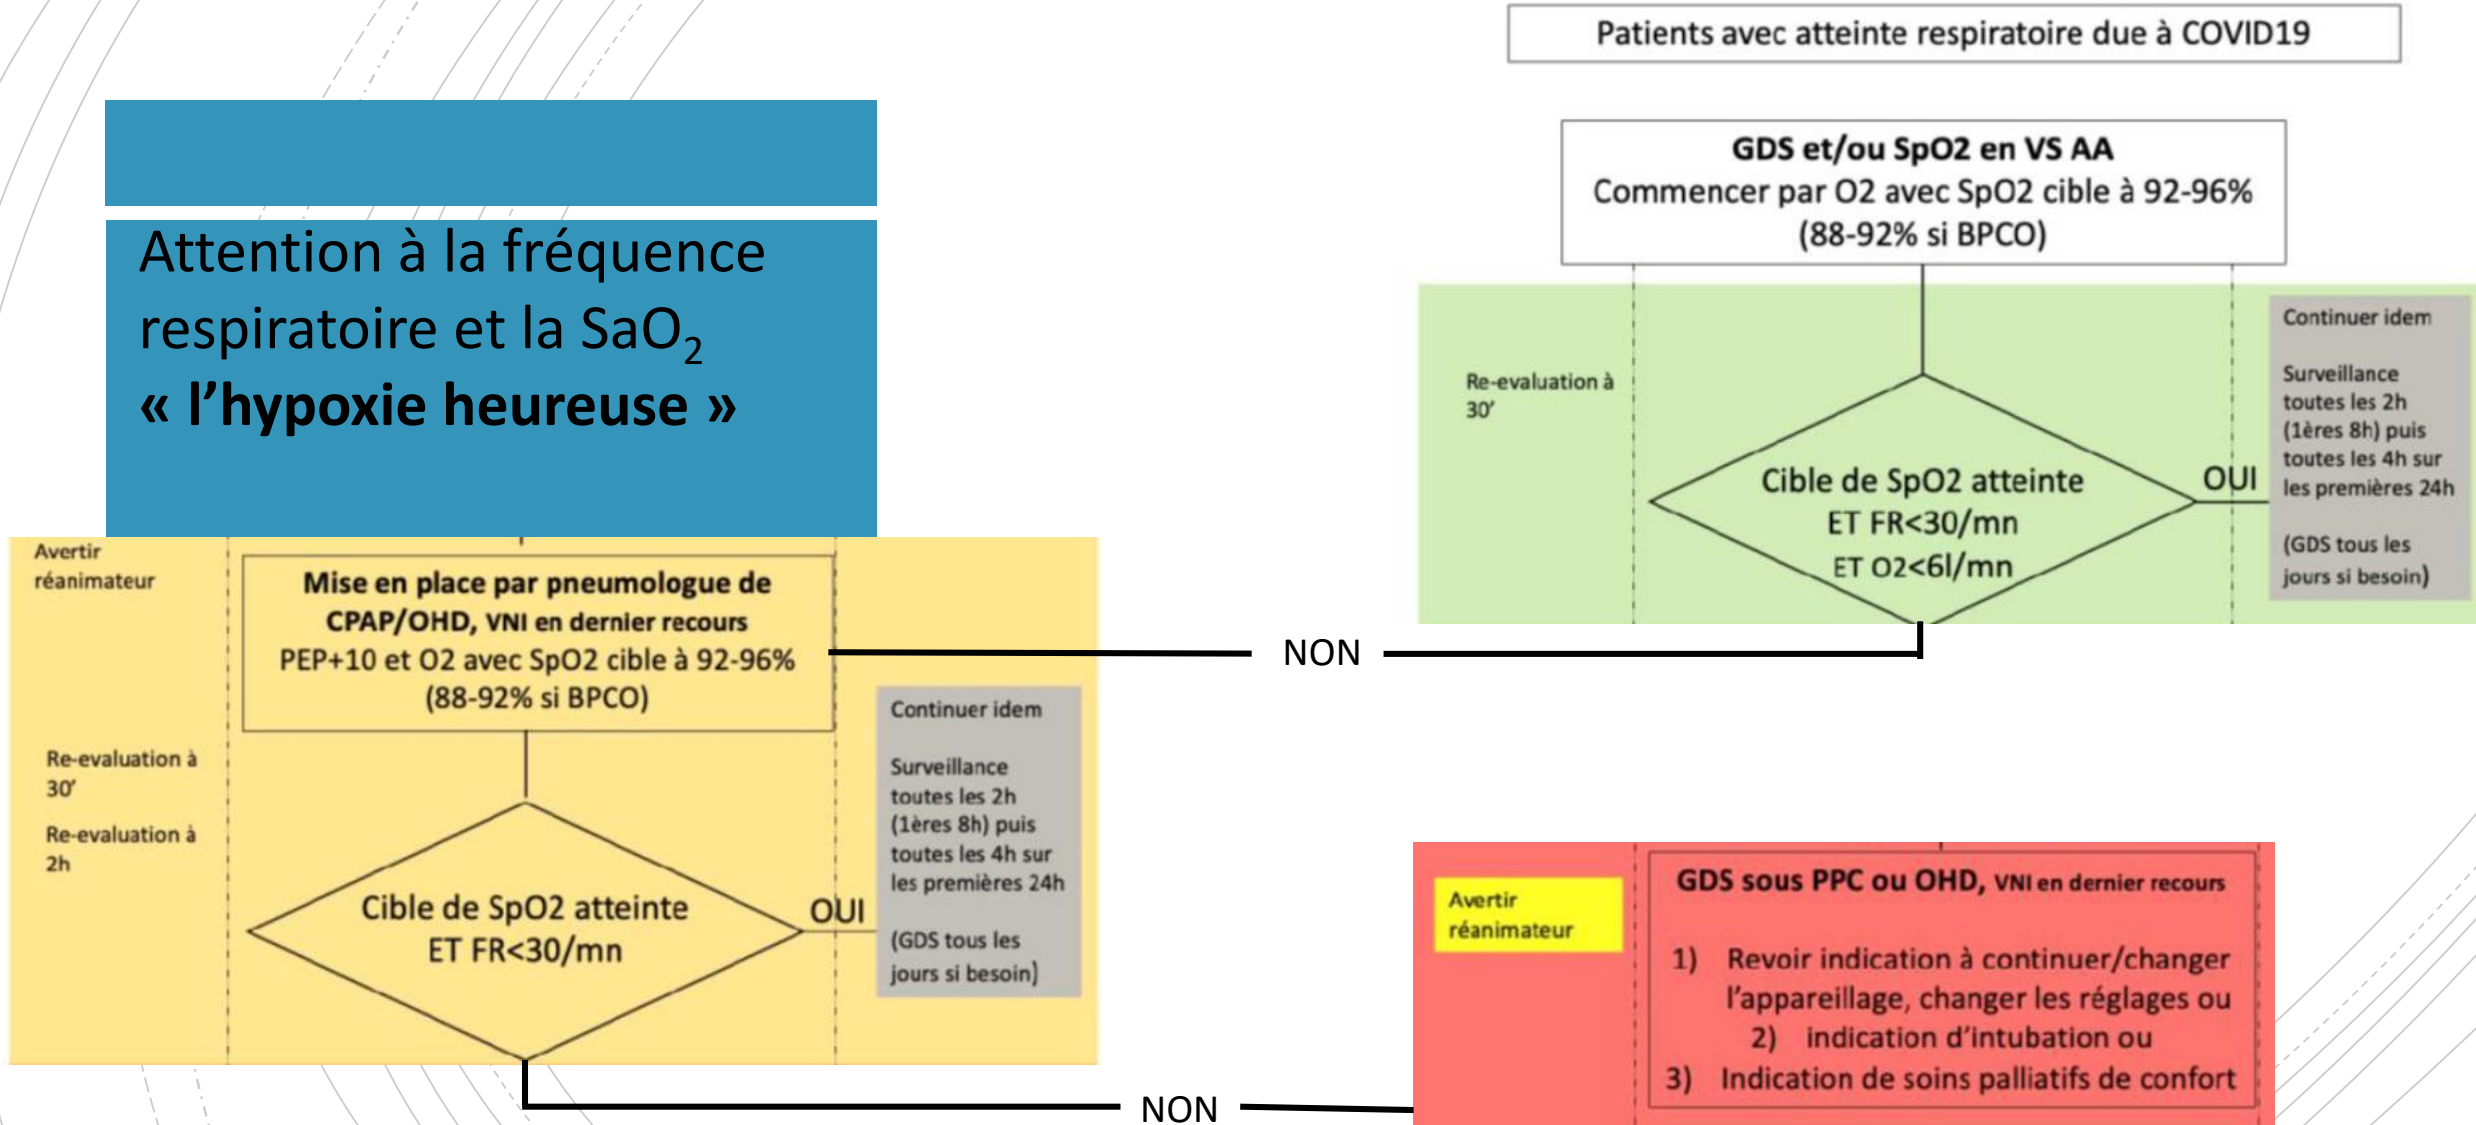 Patients avec atteinte respiratoire due à COVID19
GDS et/ou SpO2 en VS AA
Commencer par O2 avec SpO2 cible à 92-96%
(88-92% si BPCO)
Attention à la fréquence
respiratoire et la SaO₂
« l'hypoxie heureuse »
Re-evaluation à
30'
Cible de SpO2 atteinte
ET FR<30/mn
ET O2<6l/mn
OUI
Continuer idem
Surveillance
toutes les 2h
(1ères 8h) puis
toutes les 4h sur
les premières 24h
(GDS tous les
jours si besoin)
NON
Avertir
réanimateur
Mise en place par pneumologue de
CPAP/OHD, VNI en dernier recours
PEP+10 et O2 avec SpO2 cible à 92-96%
(88-92% si BPCO)
Re-evaluation à
30'
Re-evaluation à
2h
Cible de SpO2 atteinte
ET FR<30/mn
OUI
Continuer idem
Surveillance
toutes les 2h
(1ères 8h) puis
toutes les 4h sur
les premières 24h
(GDS tous les
jours si besoin)
NON
Avertir
réanimateur
GDS sous PPC ou OHD, VNI en dernier recours
1) Revoir indication à continuer/changer
l'appareillage, changer les réglages ou
2) indication d'intubation ou
3) Indication de soins palliatifs de confort